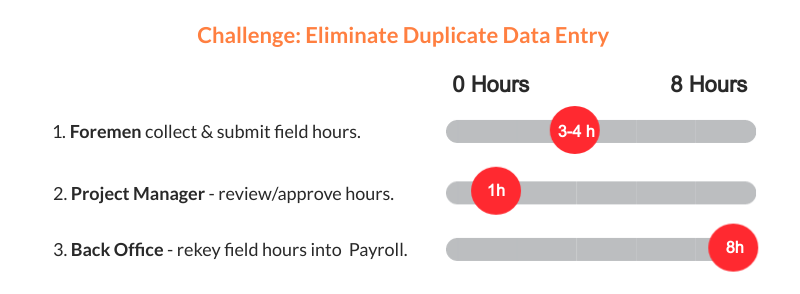 Challenge: Eliminate Duplicate Data Entry
0 Hours 8 Hours
1. Foremen collect & submit field hours.
3-4 h
2. Project Manager - review/approve hours.
1h
3. Back Office - rekey field hours into Payroll.
8h